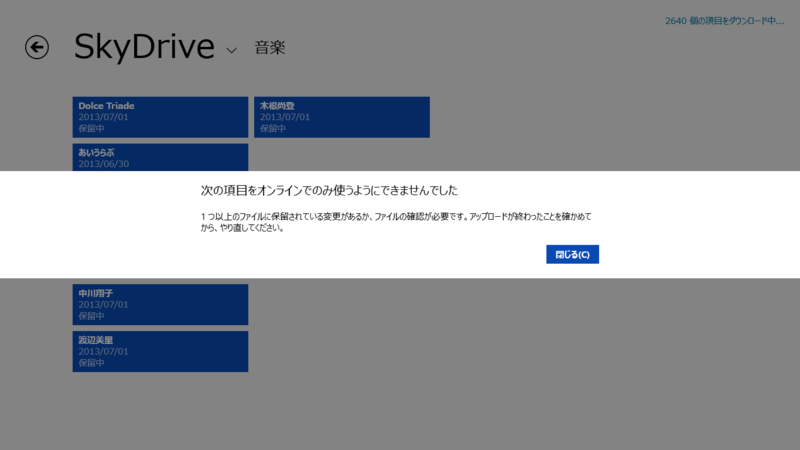 2640 個の項目をダウンロード中...
SkyDrive 音楽
Dolce Triade
2013/07/01
保留中
木根尚登
2013/07/01
保留中
あいうらぶ
2013/06/30
次の項目をオンラインでのみ使うようにできませんでした
1 つ以上のファイルに保留されている変更があるか、ファイルの確認が必要です。アップロードが終わったことを確かめて
から、やり直してください。
閉じる(C)
中川翔子
2013/07/01
保留中
渡辺美里
2013/07/01
保留中